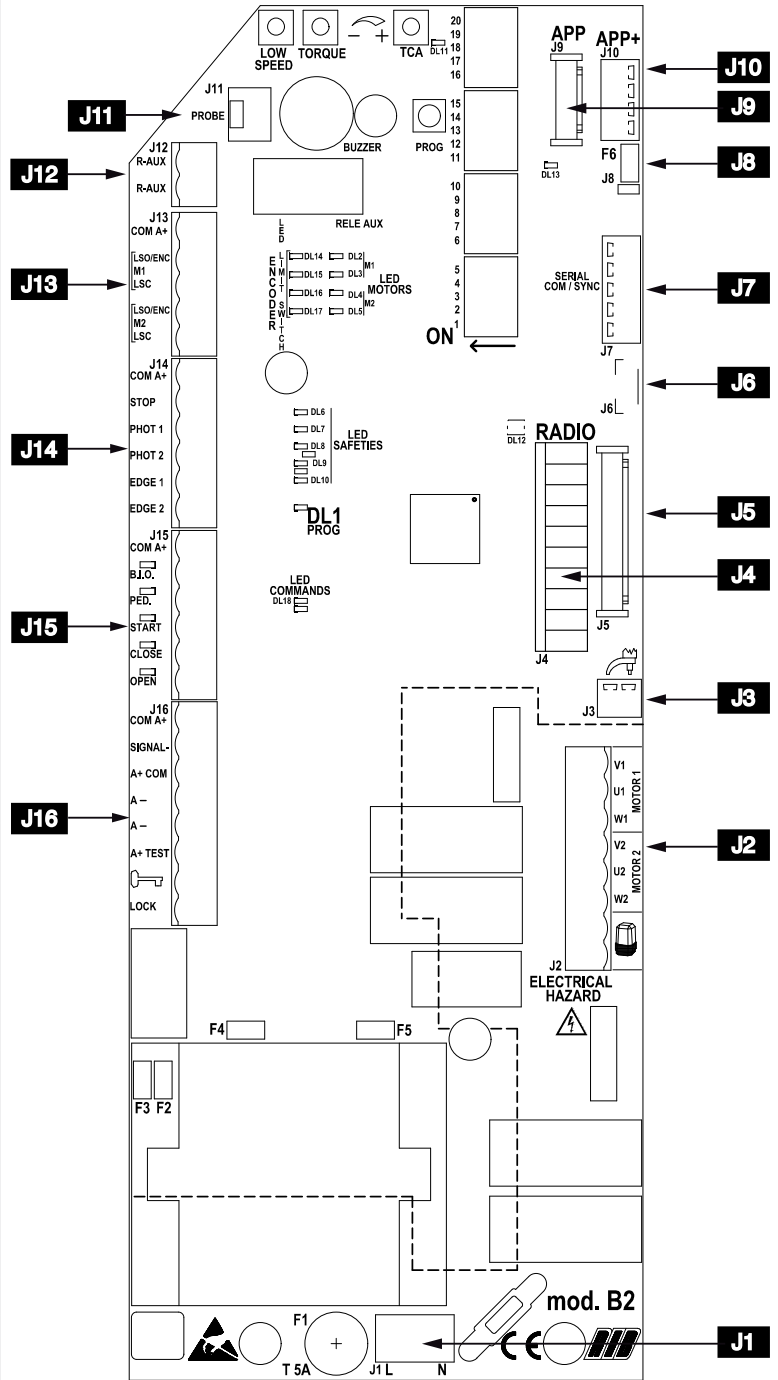 LOW SPEED
TORQUE
− +
TCA
DL11
20
19
18
17
16
APP
J9
APP+
J10
J10
J9
J11
J11
PROBE
BUZZER
PROG
15
14
13
12
11
F6
J8
J8
DL13
J12
J12
R-AUX
R-AUX
RELE AUX
10
9
8
7
6
J13
J13
COM A+
LSO/ENC
M1
LSC
LSO/ENC
M2
LSC
LED
LIMIT SWITCH
ENCODER
DL14
DL15
DL16
DL17
DL2
DL3
DL4
DL5
M1
M2
LED
MOTORS
5
4
3
2
1
ON
SERIAL
COM / SYNC
J7
J7
J6
J6
J14
J14
COM A+
STOP
PHOT 1
PHOT 2
EDGE 1
EDGE 2
DL6
DL7
DL8
DL9
DL10
LED
SAFETIES
DL1
PROG
DL12
RADIO
J5
J5
J4
J4
J15
J15
COM A+
B.I.O.
PED.
START
CLOSE
OPEN
LED
COMMANDS
DL18
J3
J3
J16
J16
COM A+
SIGNAL-
A+ COM
A −
A −
A+ TEST
LOCK
V1
U1
W1
MOTOR 1
V2
U2
W2
MOTOR 2
J2
J2
ELECTRICAL
HAZARD
F4
F5
F3 F2
mod. B2
F1
T 5A
J1 L
N
CE
J1